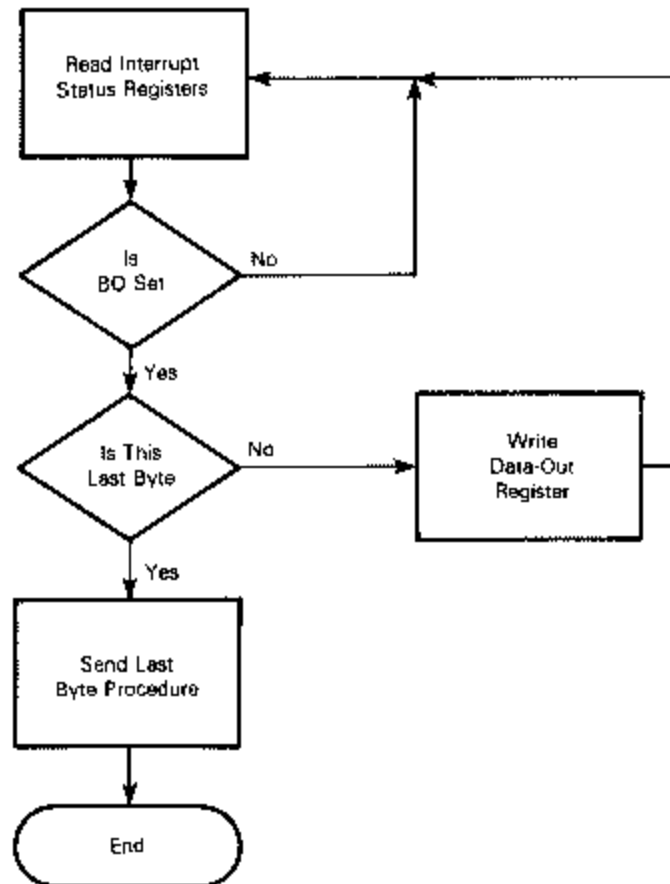 Read Interrupt
Status Registers
Is
BO Set
No
Yes
Is This
Last Byte
No
Write
Data-Out
Register
Yes
Send Last
Byte Procedure
End